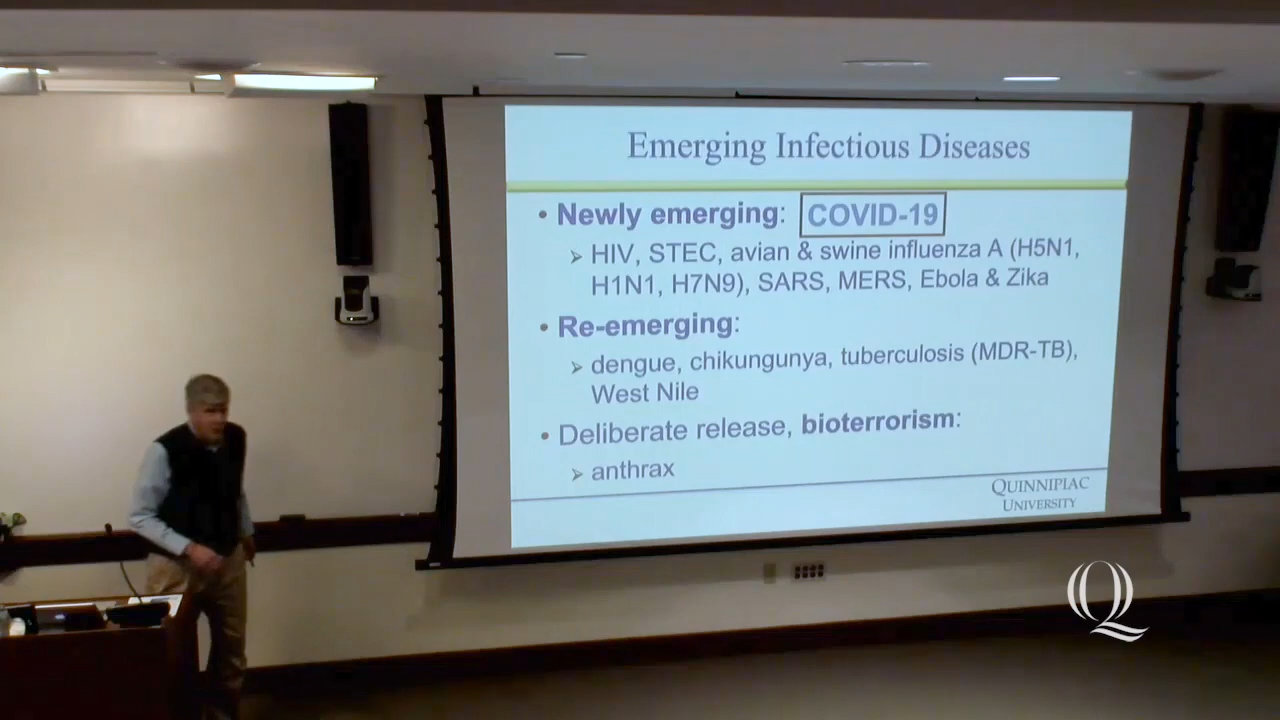 Emerging Infectious Diseases
• Newly emerging: COVID-19
➢ HIV, STEC, avian & swine influenza A (H5N1,
H1N1, H7N9), SARS, MERS, Ebola & Zika
• Re-emerging:
➢ dengue, chikungunya, tuberculosis (MDR-TB),
West Nile
• Deliberate release, bioterrorism:
➢ anthrax
QUINNIPIAC
UNIVERSITY
Q